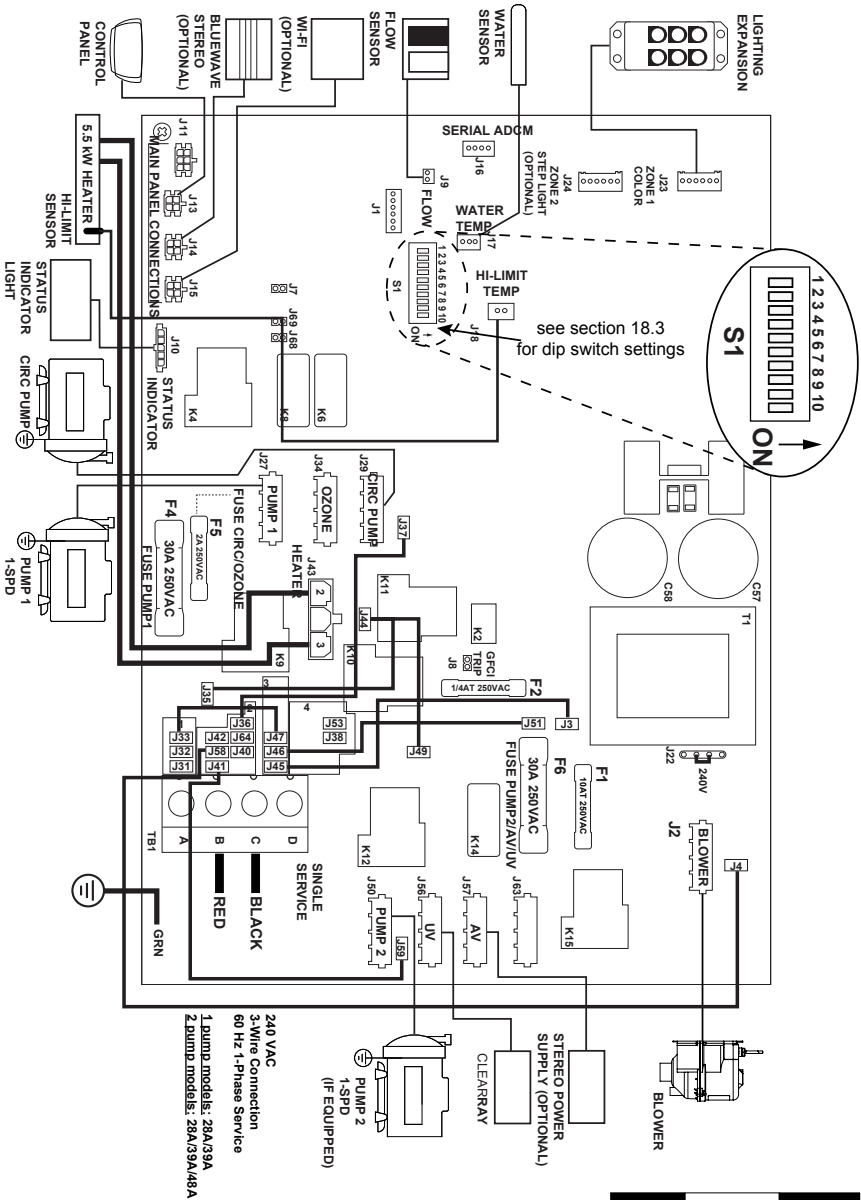 CONTROL
PANEL
BLUEWAVE
STEREO
(OPTIONAL)
WI-FI
(OPTIONAL)
FLOW
SENSOR
WATER
SENSOR
LIGHTING
EXPANSION
5.5 kW HEATER
HI-LIMIT
SENSOR
STATUS
INDICATOR
LIGHT
CIRC PUMP
PUMP 1
1-SPD
J11
MAIN PANEL CONNECTIONS
J13
J14
J15
J10
STATUS
INDICATOR
SERIAL ADCM
J16
J9
FLOW
J1
WATER
TEMP
J17
STEP LIGHT
(OPTIONAL)
ZONE 2
J24
ZONE 1
COLOR
J23
HI-LIMIT
TEMP
J18
S1
1 2 3 4 5 6 7 8 9 10
ON
see section 18.3
for dip switch settings
1 2 3 4 5 6 7 8 9 10
S1
ON
J7
J69
J68
K4
K8
K6
J27
PUMP 1
J34
OZONE
J29
CIRC PUMP
J37
F4
30A 250VAC
FUSE PUMP1
F5
2A 250VAC
FUSE CIRC/OZONE
J43
HEATER
2
3
K9
K10
K11
J44
K2
J8
GFCI
TRIP
F2
1/4AT 250VAC
C58
C57
T1
J22
240V
J35
J36
J33
J32
J31
J42
J58
J41
J64
J40
J47
J46
J45
J53
J38
3
4
J49
J51
J3
F6
30A 250VAC
FUSE PUMP2/AV/UV
F1
10AT 250VAC
K12
K14
K15
J2
BLOWER
J4
TB1
A
B
C
D
SINGLE
SERVICE
BLACK
RED
GRN
J50
PUMP 2
J59
J56
UV
J57
AV
J63
240 VAC
3-Wire Connection
60 Hz 1-Phase Service
1 pump models: 28A/39A
2 pump models: 28A/39A/48A
PUMP 2
1-SPD
(IF EQUIPPED)
CLEARRAY
STEREO POWER
SUPPLY (OPTIONAL)
BLOWER